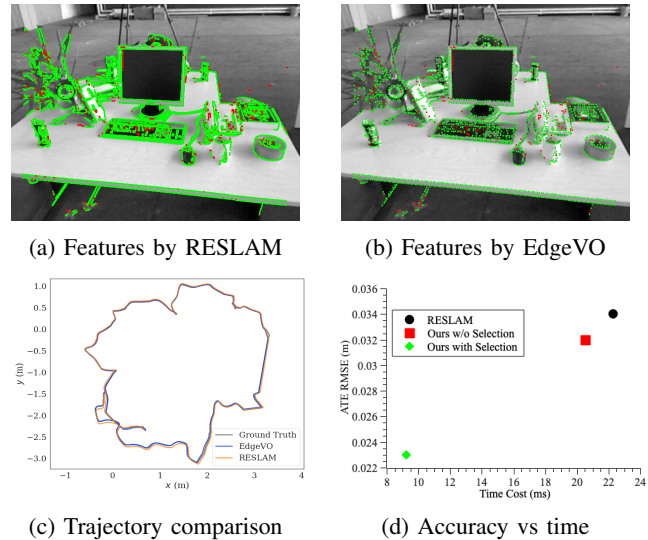 (a) Features by RESLAM
(b) Features by EdgeVO
1.0
0.5
0.0
−0.5
−1.0
−1.5
−2.0
−2.5
−3.0
y (m)
−1
0
1
2
3
4
x (m)
Ground Truth
EdgeVO
RESLAM
0.036
0.034
0.032
0.03
0.028
0.026
0.024
0.022
ATE RMSE (m)
RESLAM
Ours w/o Selection
Ours with Selection
8 10 12 14 16 18 20 22 24
Time Cost (ms)
(c) Trajectory comparison
(d) Accuracy vs time